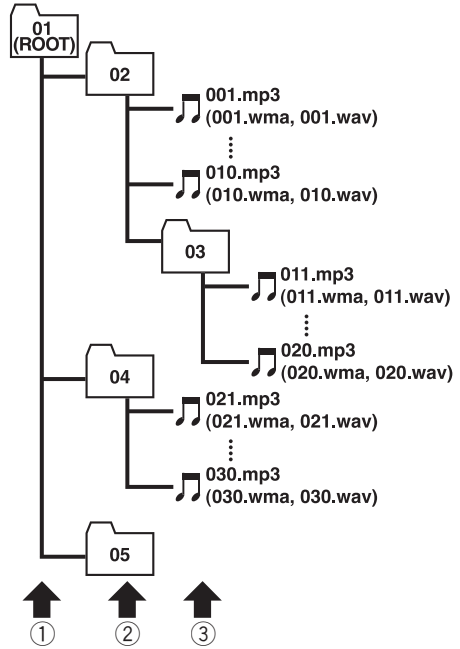 01
(ROOT)
02
001.mp3
(001.wma, 001.wav)
010.mp3
(010.wma, 010.wav)
03
011.mp3
(011.wma, 011.wav)
020.mp3
(020.wma, 020.wav)
04
021.mp3
(021.wma, 021.wav)
030.mp3
(030.wma, 030.wav)
05
① ② ③